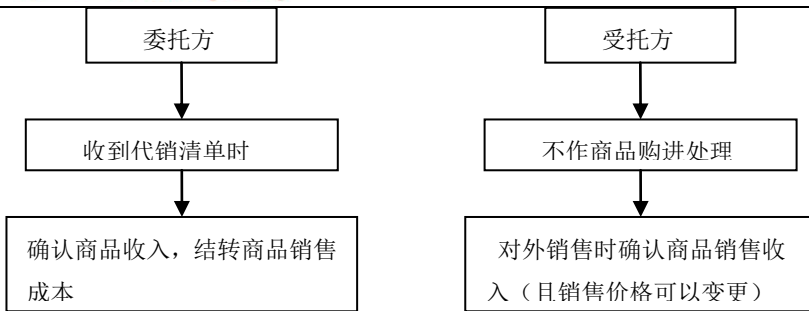 委托方
收到代销清单时
确认商品收入，结转商品销售
成本
受托方
不作商品购进处理
对外销售时确认商品销售收
入（且销售价格可以变更）